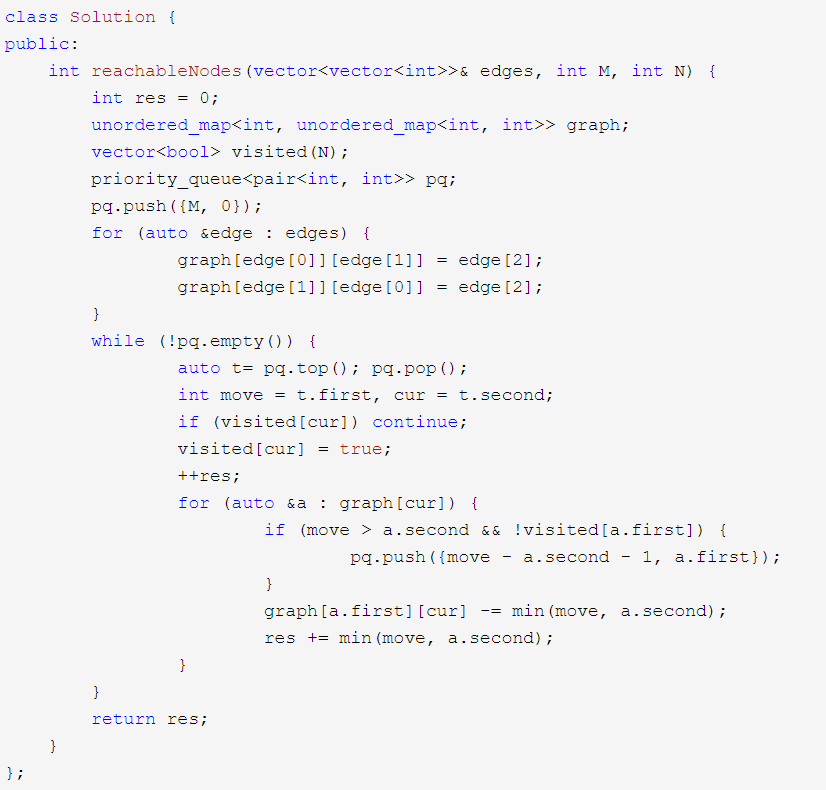 class Solution {
public:
    int reachableNodes(vector<vector<int>>& edges, int M, int N) {
        int res = 0;
        unordered_map<int, unordered_map<int, int>> graph;
        vector<bool> visited(N);
        priority_queue<pair<int, int>> pq;
        pq.push({M, 0});
        for (auto &edge : edges) {
                graph[edge[0]][edge[1]] = edge[2];
                graph[edge[1]][edge[0]] = edge[2];
        }
        while (!pq.empty()) {
                auto t= pq.top(); pq.pop();
                int move = t.first, cur = t.second;
                if (visited[cur]) continue;
                visited[cur] = true;
                ++res;
                for (auto &a : graph[cur]) {
                        if (move > a.second && !visited[a.first]) {
                                pq.push({move - a.second - 1, a.first});
                        }
                        graph[a.first][cur] -= min(move, a.second);
                        res += min(move, a.second);
                }
        }
        return res;
    }
};